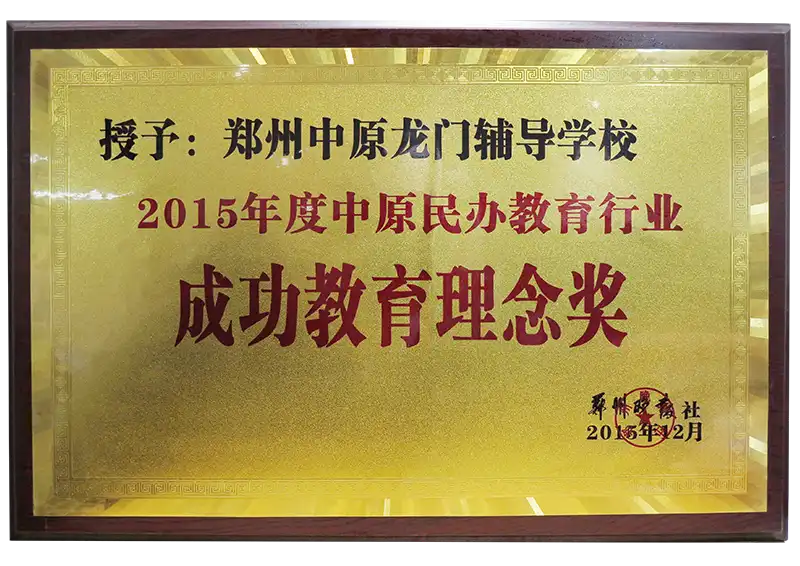 授予：郑州中原龙门辅导学校
2015年度中原民办教育行业
成功教育理念奖
郑州晚报社
2015年12月